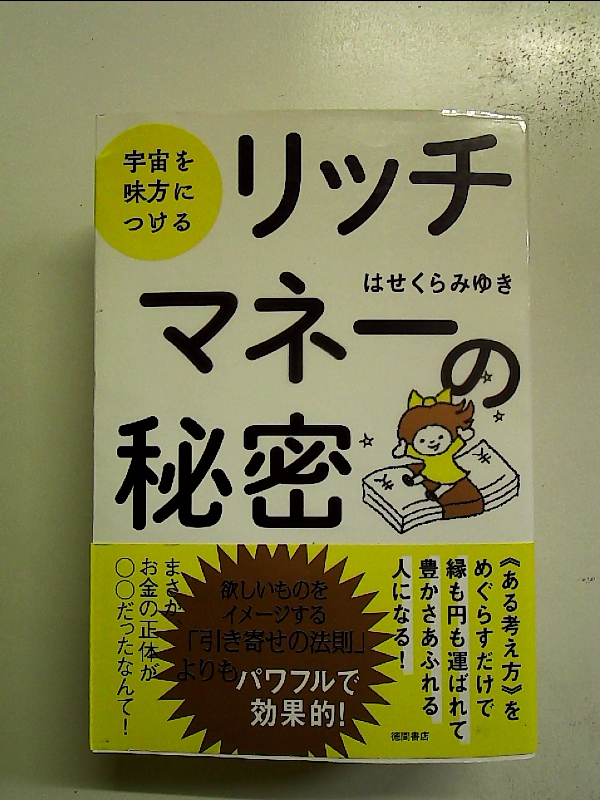 宇宙を
味方に
つける
リッチ
はせくらみゆき
マネーの
秘密
《ある考え方》を
めぐらすだけで
縁も円も運ばれて
豊かさあふれる
人になる!
欲しいものを
イメージする
「引き寄せの法則」
よりも
パワフルで
効果的!
まさか、
お金の正体が
〇〇だったなんて!
徳間書店